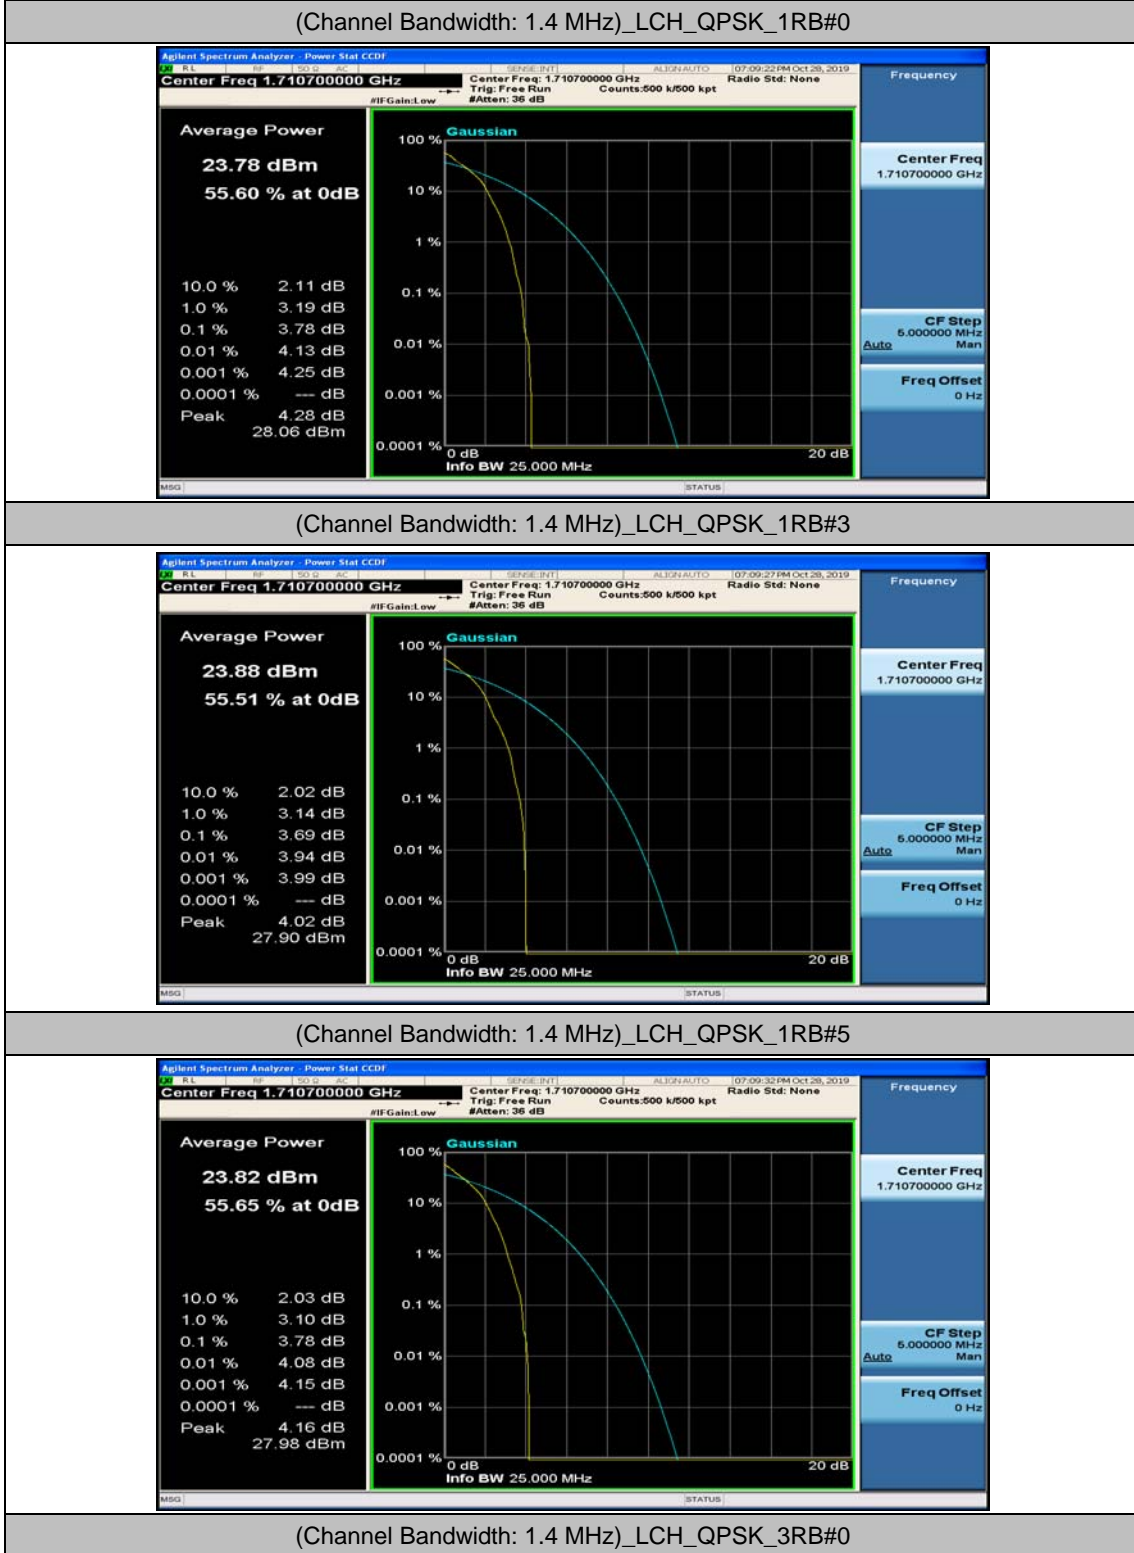 (Channel Bandwidth: 1.4 MHz)_LCH_QPSK_1RB#0
Agilent Spectrum Analyzer - Power Stat CCDF
RL RF 50 Ω AC SENSE:INT ALIGN AUTO 07:09:22 PM Oct 28, 2019
Center Freq 1.710700000 GHz
Center Freq: 1.710700000 GHz
Radio Std: None
Trig: Free Run Counts:500 k/500 kpt
#IFGain:Low #Atten: 36 dB
Average Power
23.78 dBm
55.60 % at 0dB
10.0 % 2.11 dB
1.0 % 3.19 dB
0.1 % 3.78 dB
0.01 % 4.13 dB
0.001 % 4.25 dB
0.0001 % --- dB
Peak 4.28 dB
28.06 dBm
Gaussian
100 %
10 %
1 %
0.1 %
0.01 %
0.001 %
0.0001 %
0 dB 20 dB
Info BW 25.000 MHz
Frequency
Center Freq
1.710700000 GHz
CF Step
5.000000 MHz
Auto Man
Freq Offset
0 Hz
MSG STATUS
(Channel Bandwidth: 1.4 MHz)_LCH_QPSK_1RB#3
Agilent Spectrum Analyzer - Power Stat CCDF
RL RF 50 Ω AC SENSE:INT ALIGN AUTO 07:09:27 PM Oct 28, 2019
Center Freq 1.710700000 GHz
Center Freq: 1.710700000 GHz
Radio Std: None
Trig: Free Run Counts:500 k/500 kpt
#IFGain:Low #Atten: 36 dB
Average Power
23.88 dBm
55.51 % at 0dB
10.0 % 2.02 dB
1.0 % 3.14 dB
0.1 % 3.69 dB
0.01 % 3.94 dB
0.001 % 3.99 dB
0.0001 % --- dB
Peak 4.02 dB
27.90 dBm
Gaussian
100 %
10 %
1 %
0.1 %
0.01 %
0.001 %
0.0001 %
0 dB 20 dB
Info BW 25.000 MHz
Frequency
Center Freq
1.710700000 GHz
CF Step
5.000000 MHz
Auto Man
Freq Offset
0 Hz
MSG STATUS
(Channel Bandwidth: 1.4 MHz)_LCH_QPSK_1RB#5
Agilent Spectrum Analyzer - Power Stat CCDF
RL RF 50 Ω AC SENSE:INT ALIGN AUTO 07:09:32 PM Oct 28, 2019
Center Freq 1.710700000 GHz
Center Freq: 1.710700000 GHz
Radio Std: None
Trig: Free Run Counts:500 k/500 kpt
#IFGain:Low #Atten: 36 dB
Average Power
23.82 dBm
55.65 % at 0dB
10.0 % 2.03 dB
1.0 % 3.10 dB
0.1 % 3.78 dB
0.01 % 4.08 dB
0.001 % 4.15 dB
0.0001 % --- dB
Peak 4.16 dB
27.98 dBm
Gaussian
100 %
10 %
1 %
0.1 %
0.01 %
0.001 %
0.0001 %
0 dB 20 dB
Info BW 25.000 MHz
Frequency
Center Freq
1.710700000 GHz
CF Step
5.000000 MHz
Auto Man
Freq Offset
0 Hz
MSG STATUS
(Channel Bandwidth: 1.4 MHz)_LCH_QPSK_3RB#0